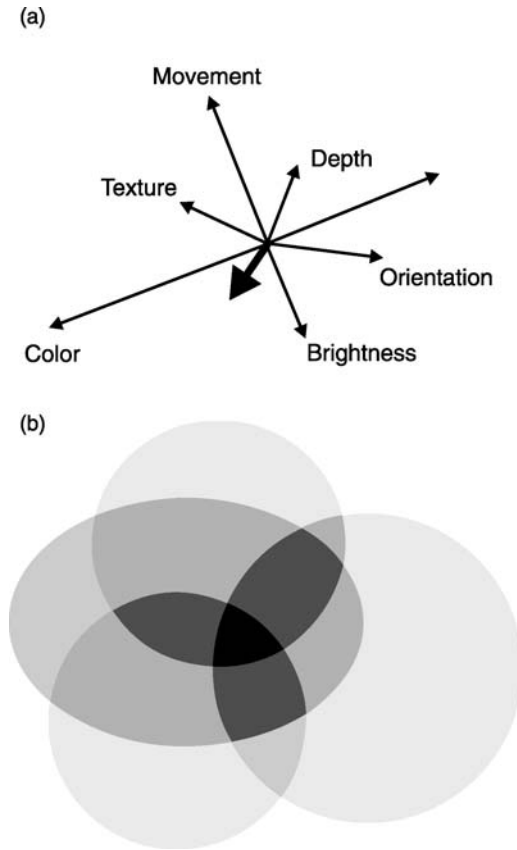 (a)
Movement
Depth
Texture
Orientation
Color
Brightness
(b)